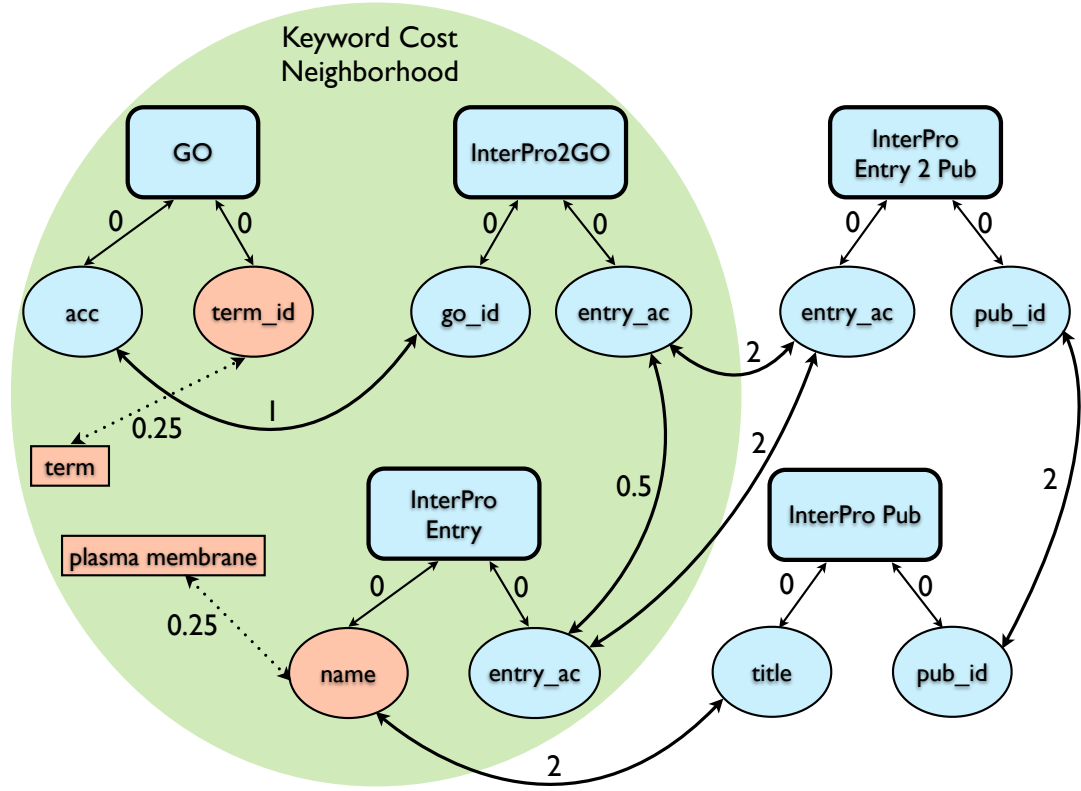 Keyword Cost
Neighborhood
GO
InterPro2GO
InterPro
Entry 2 Pub
0
0
0
0
0
0
acc
term_id
go_id
entry_ac
entry_ac
pub_id
2
1
0.25
term
2
0.5
2
InterPro
Entry
InterPro Pub
plasma membrane
0
0
0
0
0.25
name
entry_ac
title
pub_id
2